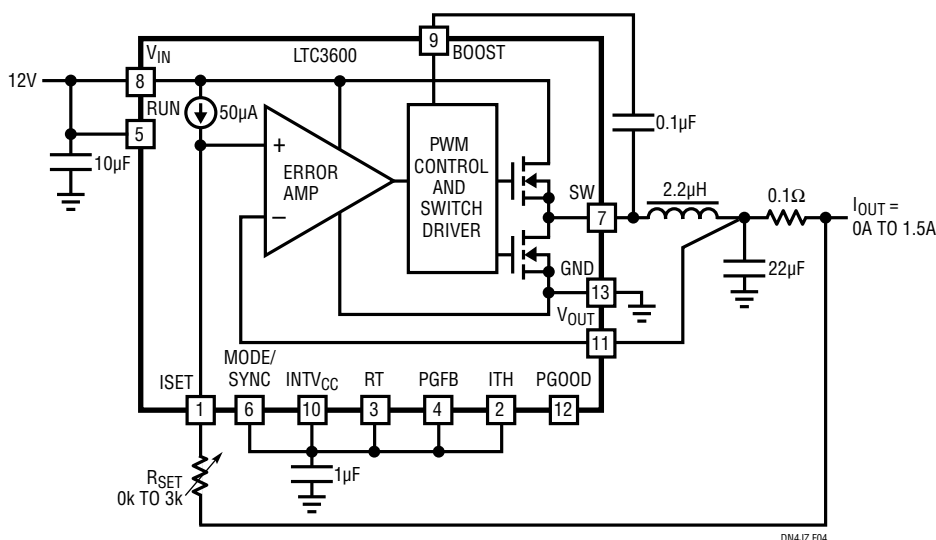 9
LTC3600
BOOST
V_IN
12V
8
RUN
50µA
5
10µF
+
ERROR
AMP
−
PWM
CONTROL
AND
SWITCH
DRIVER
0.1µF
SW
7
2.2µH
0.1Ω
I_OUT =
0A TO 1.5A
22µF
GND
13
V_OUT
11
ISET
MODE/
SYNC
INTV_CC
RT
PGFB
ITH
PGOOD
1
6
10
3
4
2
12
R_SET
0k TO 3k
1µF
DN4JZ F04